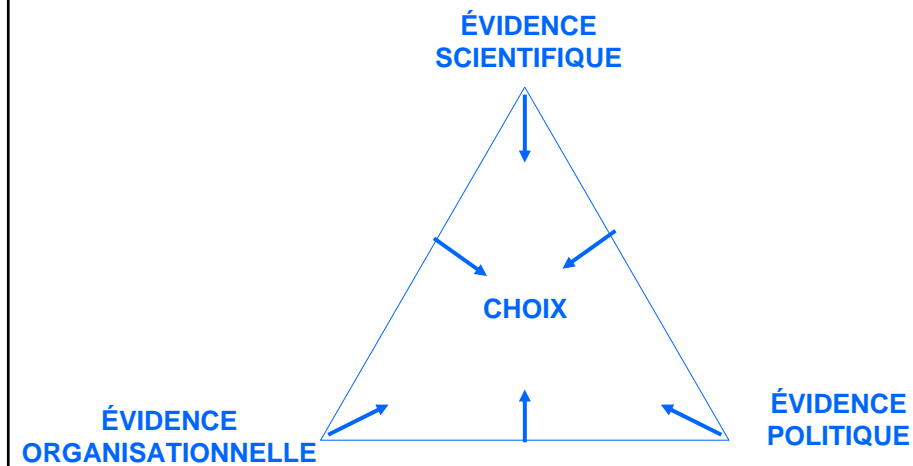 ÉVIDENCE
SCIENTIFIQUE
CHOIX
ÉVIDENCE
ORGANISATIONNELLE
ÉVIDENCE
POLITIQUE